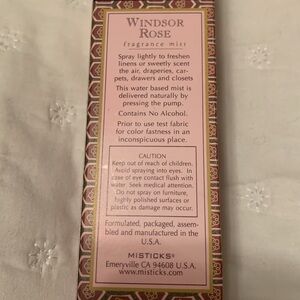 WINDSOR
ROSE
fragrance mist
Spray lightly to freshen
linens or sweetly scent
the air, draperies, car-
pets, drawers and closets
This water based mist is
delivered naturally by
pressing the pump.
Contains No Alcohol.
Prior to use test fabric
for color fastness in an
inconspicuous place.
CAUTION
Keep out of reach of children.
Avoid spraying into eyes. In
case of eye contact flush with
water. Seek medical attention.
Do not spray on furniture,
highly polished surfaces or
plastic as damage may occur.
Formulated, packaged, assem-
bled and manufactured in the
U.S.A.
MISTICKS®
Emeryville CA 94608 U.S.A.
www.misticks.com